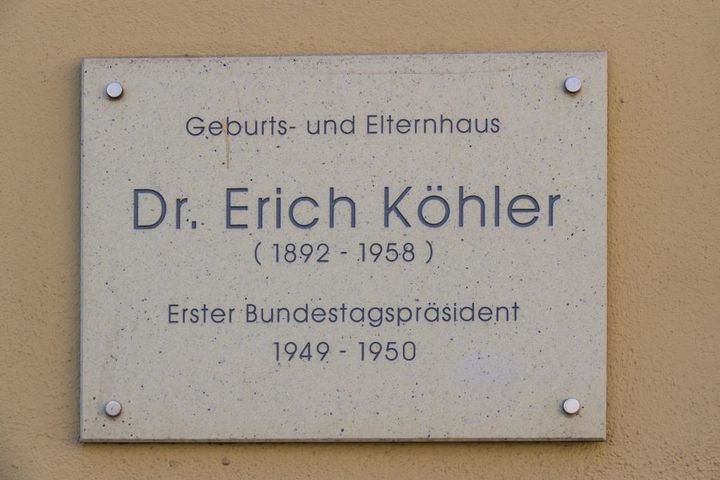 Geburts- und Elternhaus
Dr. Erich Köhler
( 1892 - 1958 )
Erster Bundestagspräsident
1949 - 1950